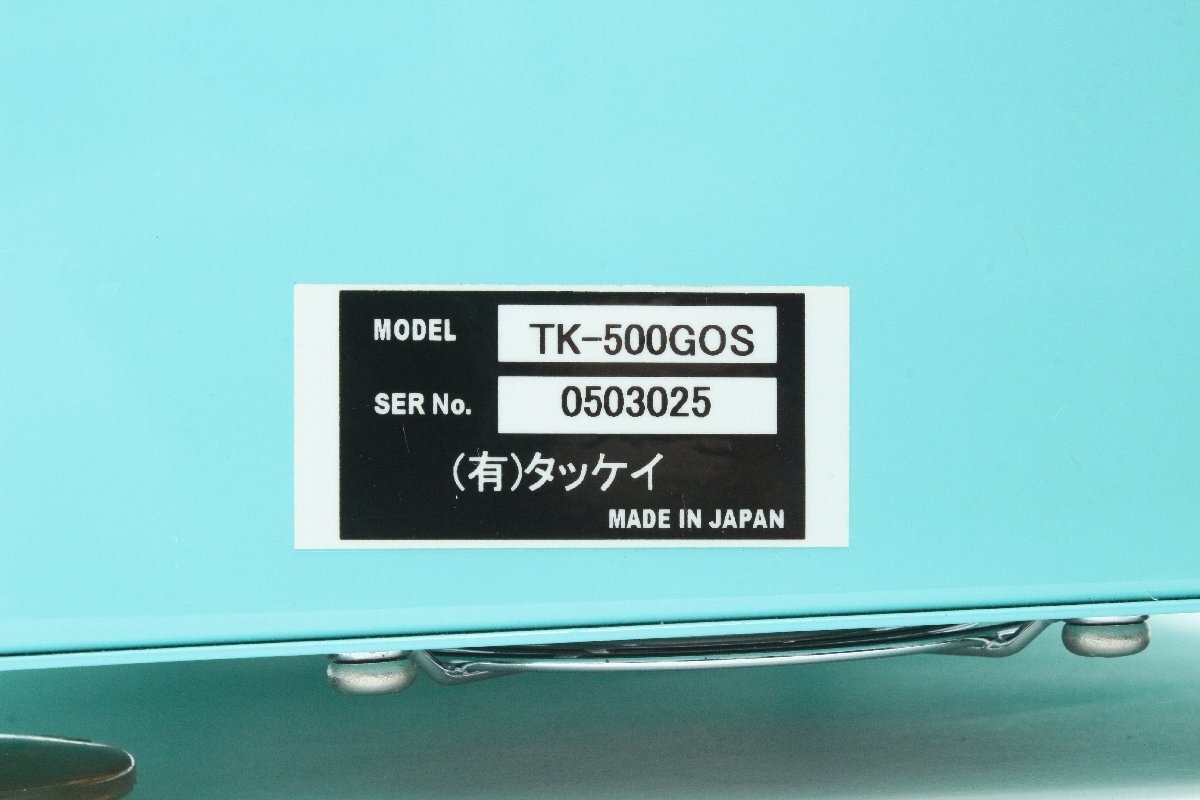 MODEL TK-500GOS
SER No. 0503025
(有)タッケイ
MADE IN JAPAN